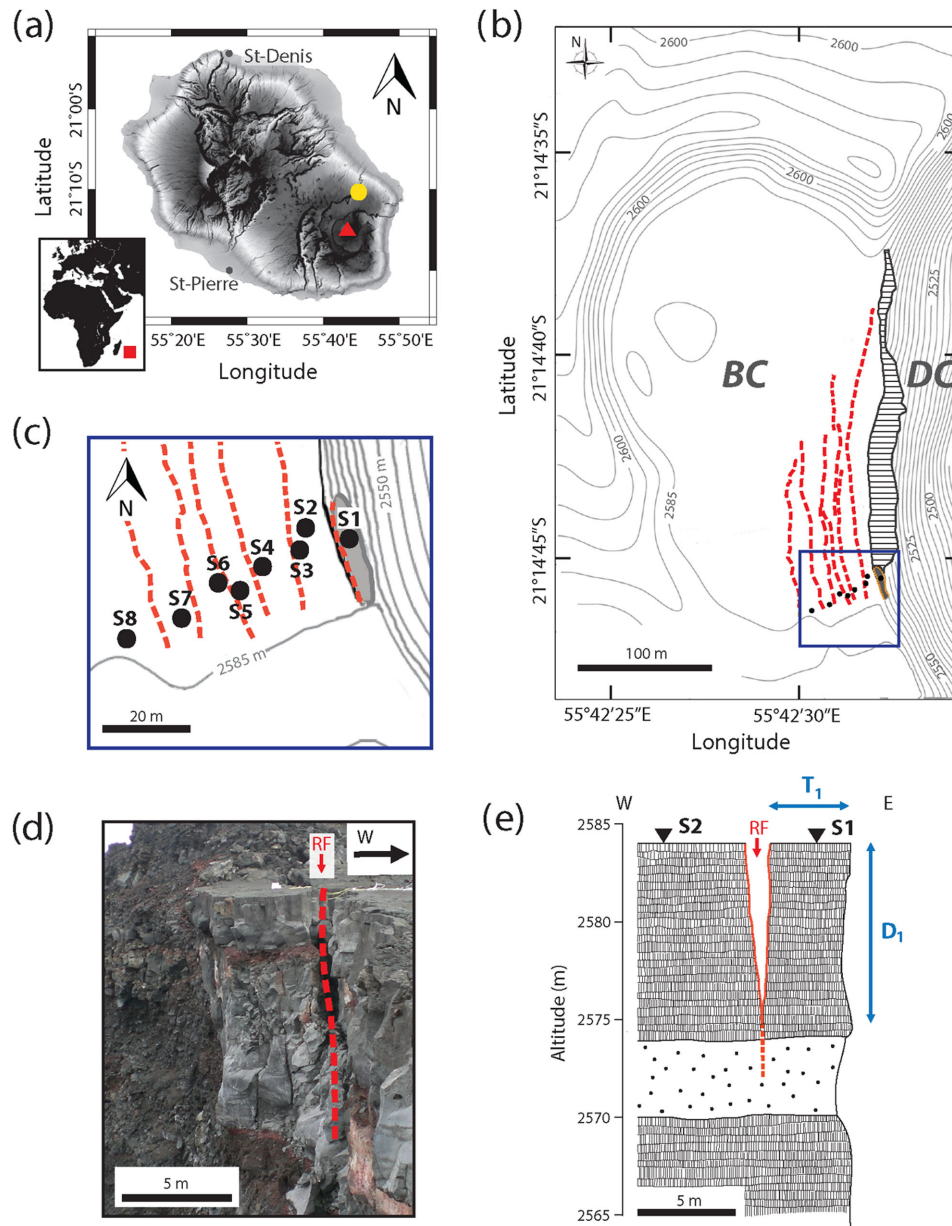 (a)
St-Denis
N
Latitude
21°00'S
21°10'S
St-Pierre
55°20'E
55°30'E
55°40'E
55°50'E
Longitude
(b)
N
2600
2600
2600
2600
2600
2585
2525
2525
2550
21°14'35"S
21°14'40"S
21°14'45"S
Latitude
BC
DC
100 m
55°42'25"E
55°42'30"E
Longitude
(c)
N
2550 m
S2
S1
S3
S4
S6
S5
S7
S8
2585 m
20 m
(d)
RF
W
5 m
(e)
T1
W
E
2585
S2
RF
S1
2580
D1
Altitude (m)
2575
2570
2565
5 m